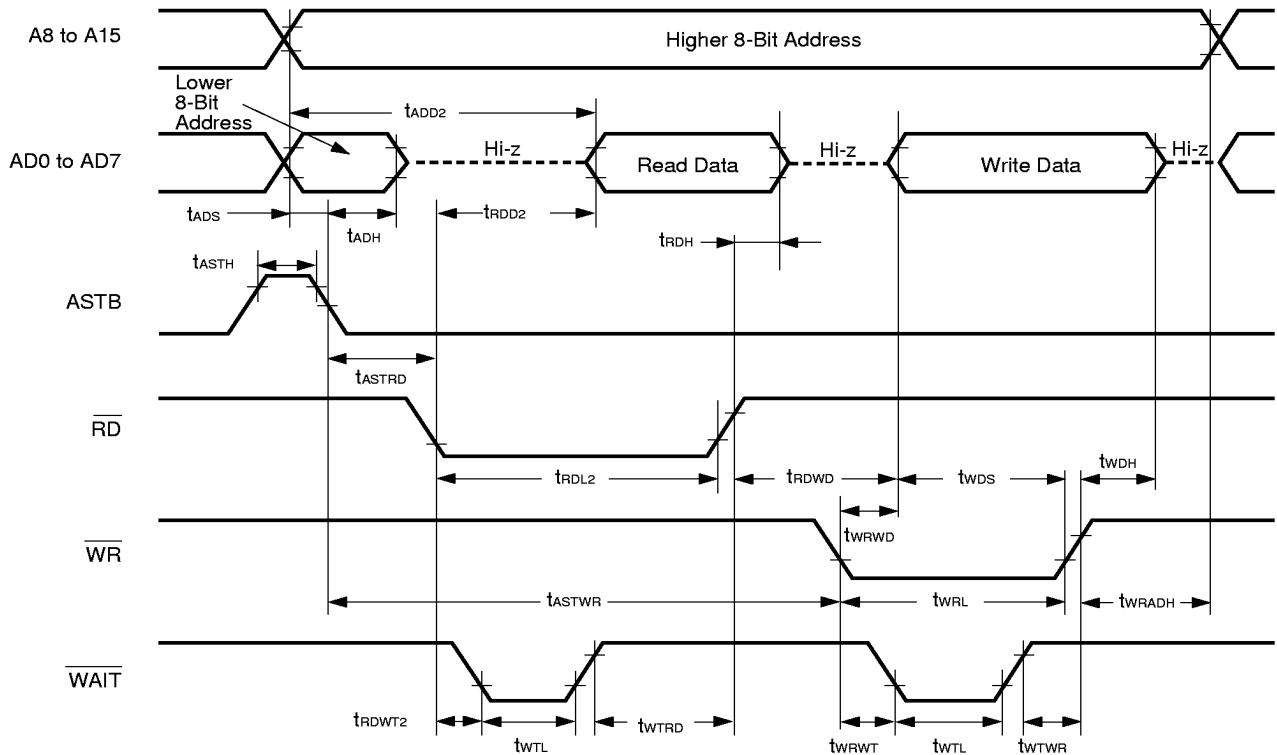 A8 to A15
Higher 8-Bit Address
Lower
8-Bit
Address
tADD2
AD0 to AD7
Hi-z
Read Data
Hi-z
Write Data
Hi-z
tADS
tADH
tRDD2
tRDH
tASTH
ASTB
tASTRD
RD
tRDL2
tRDWD
tWDS
tWDH
tWRWD
WR
tASTWR
tWRL
tWRADH
WAIT
tRDWT2
tWTL
tWTRD
tWRWT
tWTL
tWTWR